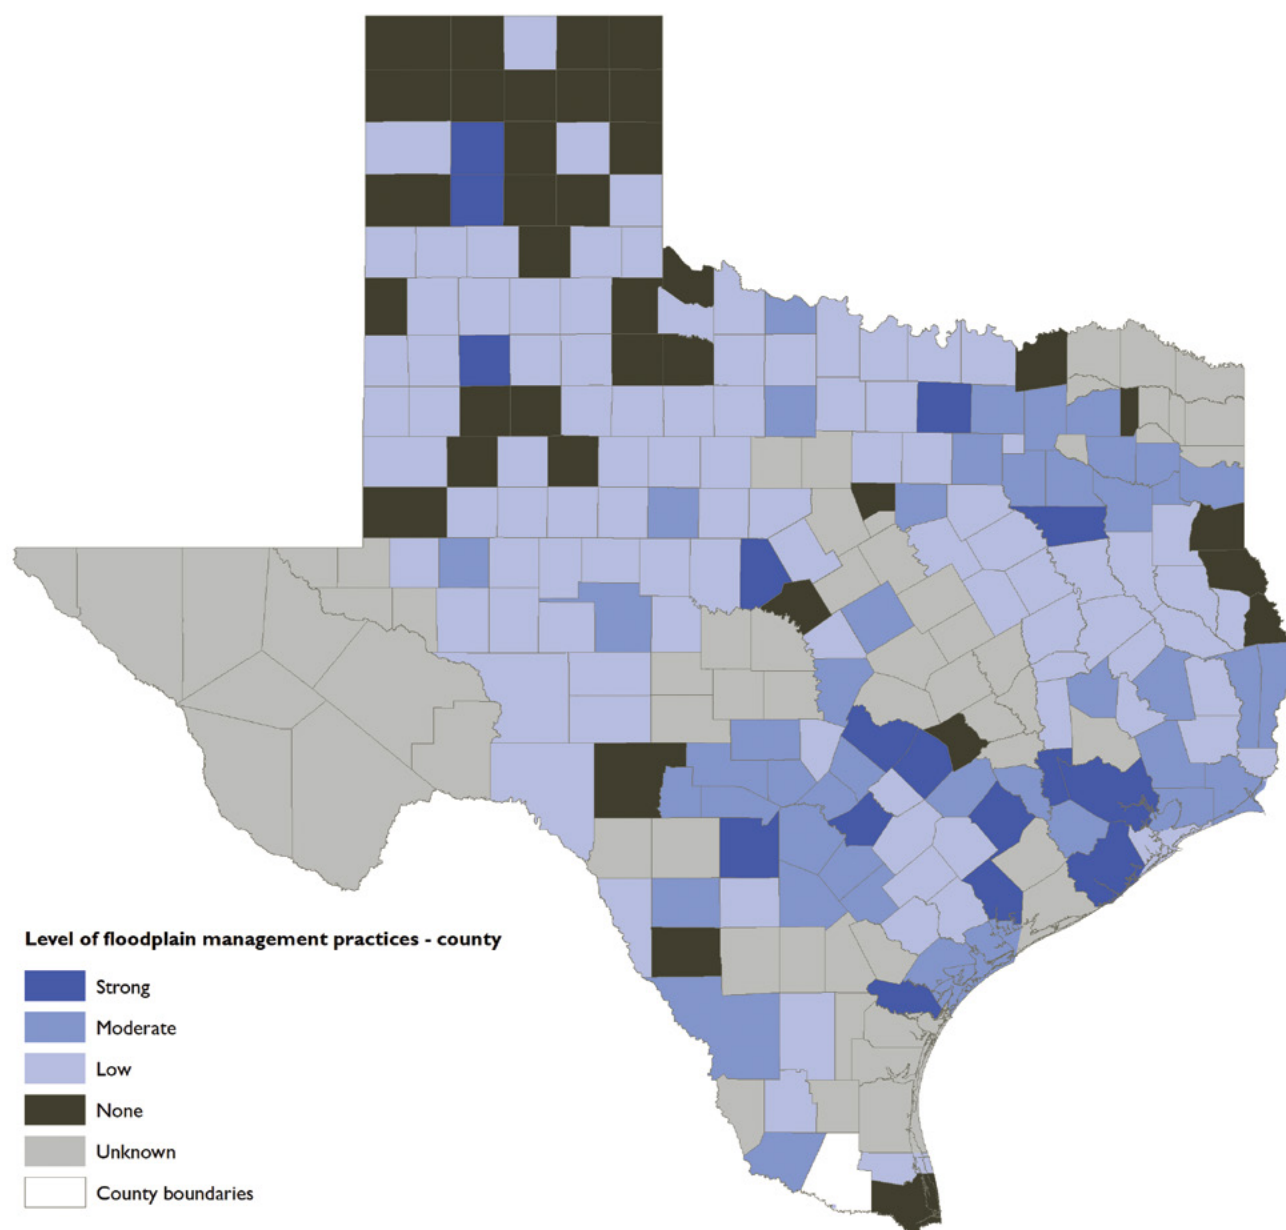 Level of floodplain management practices - county
Strong
Moderate
Low
None
Unknown
County boundaries